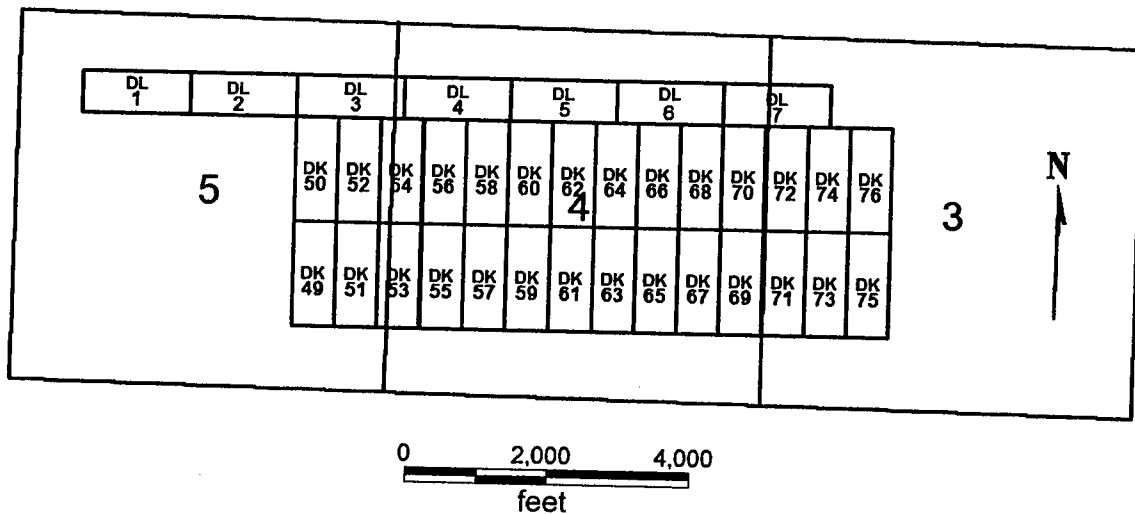 DL
1
DL
2
DL
3
DL
4
DL
5
DL
6
DL
7
DK
50
DK
52
DK
54
DK
56
DK
58
DK
60
DK
62
DK
64
DK
66
DK
68
DK
70
DK
72
DK
74
DK
76
5
4
3
N
DK
49
DK
51
DK
53
DK
55
DK
57
DK
59
DK
61
DK
63
DK
65
DK
67
DK
69
DK
71
DK
73
DK
75
0 2,000 4,000
feet